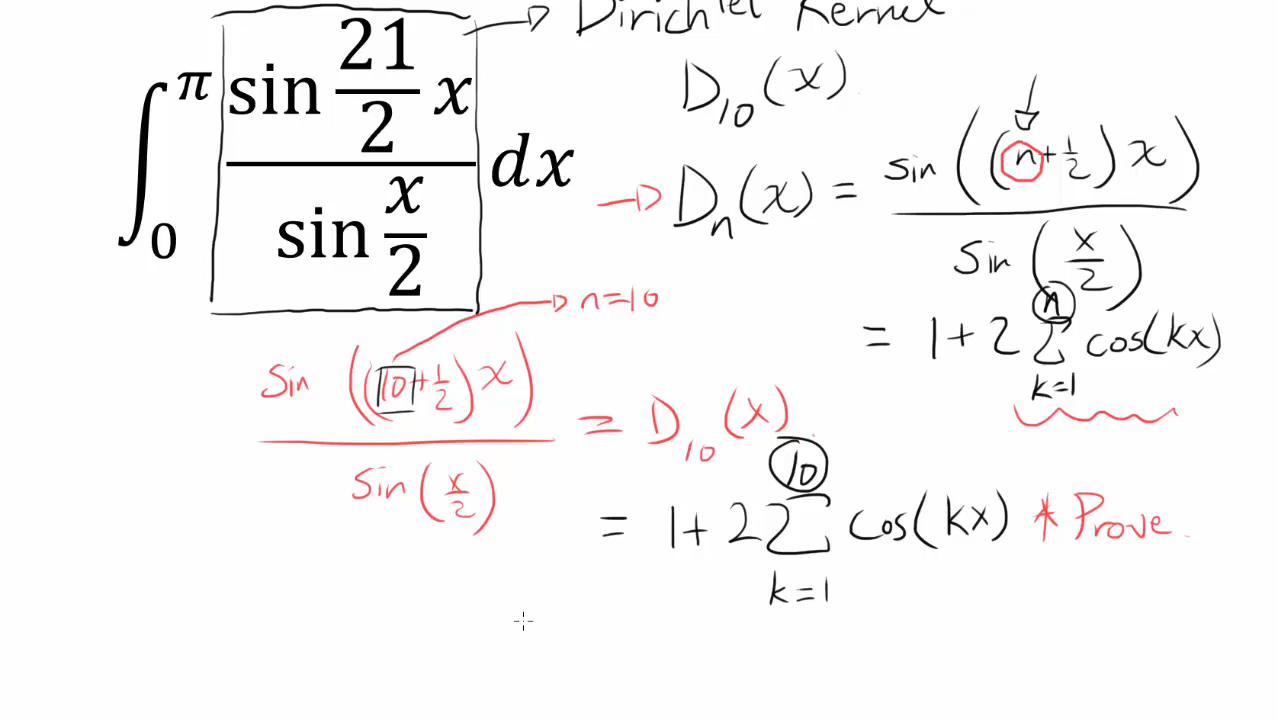 Dirichlet Kernel
∫₀^π (sin 21/2 x)/(sin x/2) dx
D₁₀(x)
→ Dₙ(x) = sin((n+1/2)x)/sin(x/2)
= 1+2 Σ_{k=1}^{n} cos(kx)
n=10
sin((10+1/2)x)/sin(x/2) = D₁₀(x)
= 1+2 Σ_{k=1}^{10} cos(kx) * Prove